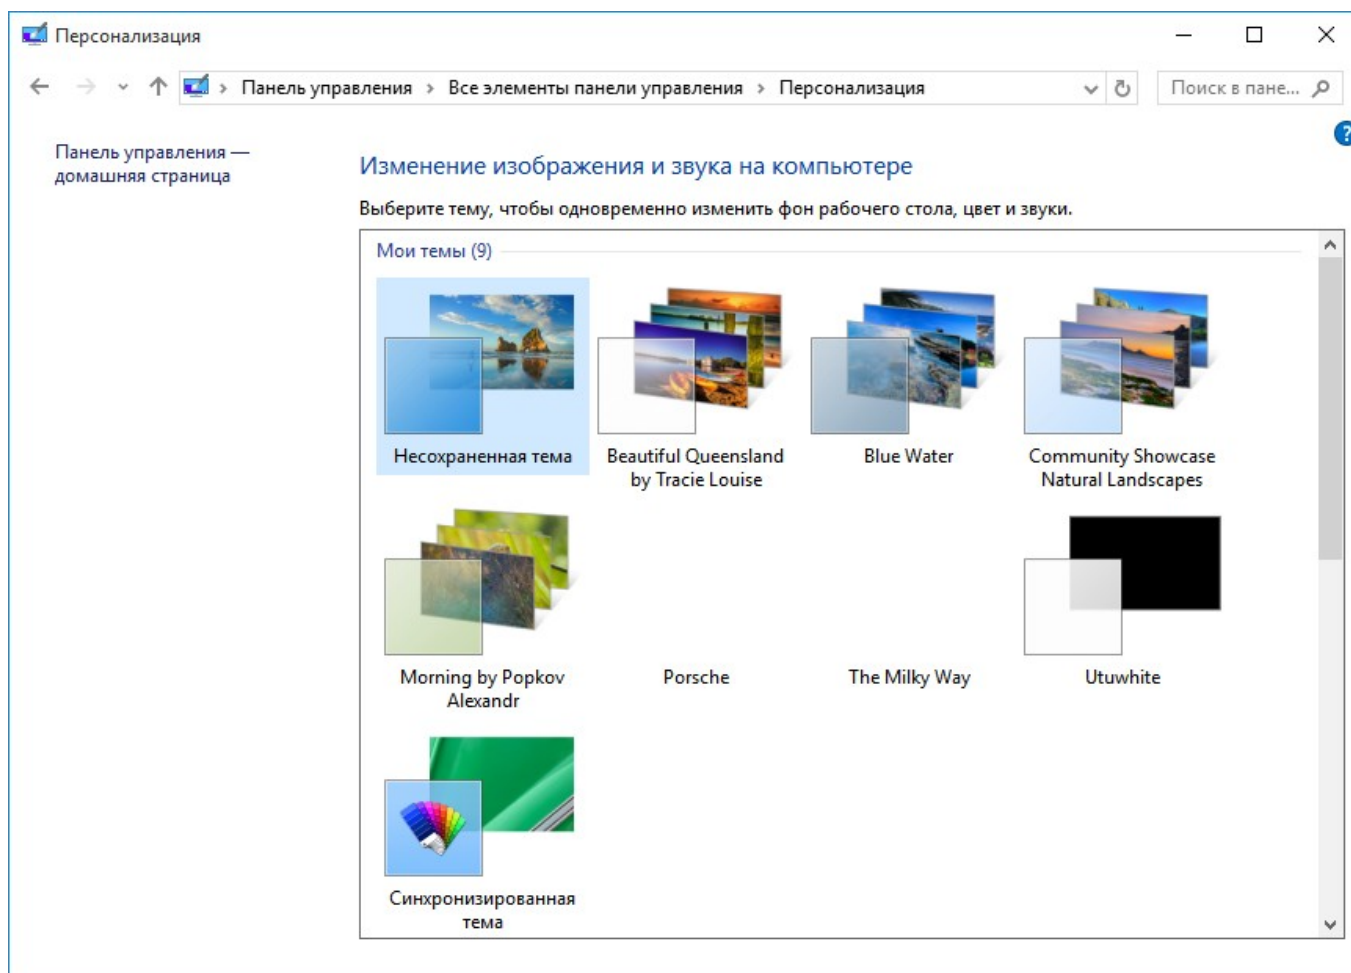 Персонализация
Панель управления > Все элементы панели управления > Персонализация
Поиск в пане...
?
Панель управления —
домашняя страница
Изменение изображения и звука на компьютере
Выберите тему, чтобы одновременно изменить фон рабочего стола, цвет и звуки.
Мои темы (9)
Несохраненная тема
Beautiful Queensland
by Tracie Louise
Blue Water
Community Showcase
Natural Landscapes
Morning by Popkov
Alexandr
Porsche
The Milky Way
Utuwhite
Синхронизированная
тема